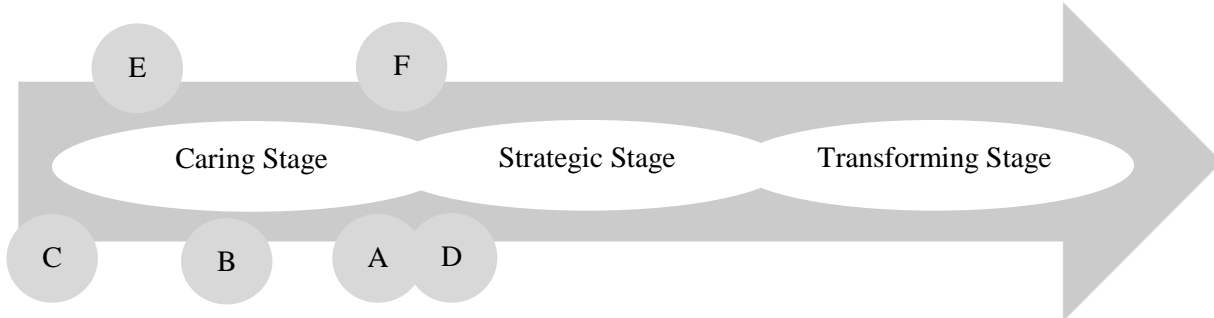 E
F
Caring Stage
Strategic Stage
Transforming Stage
C
B
A
D